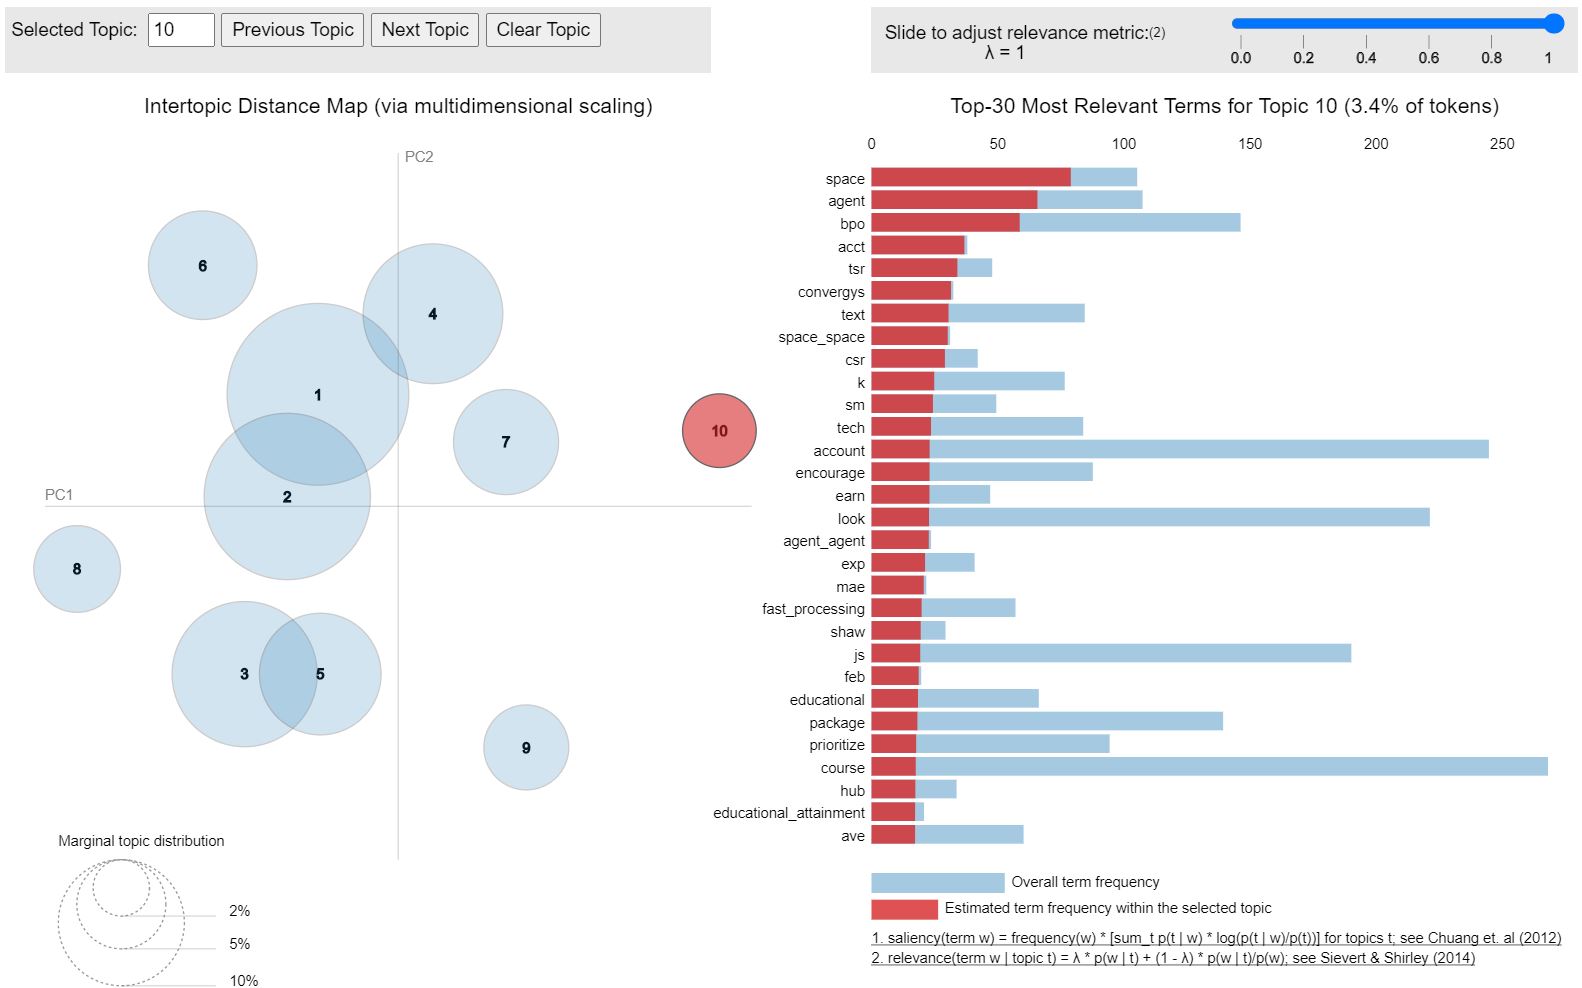 Selected Topic: 10 Previous Topic Next Topic Clear Topic
Slide to adjust relevance metric:(2)
λ = 1
0.0 0.2 0.4 0.6 0.8 1
Intertopic Distance Map (via multidimensional scaling)
PC2
PC1
6
4
1
7
10
2
8
3
5
9
Marginal topic distribution
2%
5%
10%
Top-30 Most Relevant Terms for Topic 10 (3.4% of tokens)
0 50 100 150 200 250
space
agent
bpo
acct
tsr
convergys
text
space_space
csr
k
sm
tech
account
encourage
earn
look
agent_agent
exp
mae
fast_processing
shaw
js
feb
educational
package
prioritize
course
hub
educational_attainment
ave
Overall term frequency
Estimated term frequency within the selected topic
1. saliency(term w) = frequency(w) * [sum_t p(t | w) * log(p(t | w)/p(t))] for topics t; see Chuang et. al (2012)
2. relevance(term w | topic t) = λ * p(w | t) + (1 - λ) * p(w | t)/p(w); see Sievert & Shirley (2014)